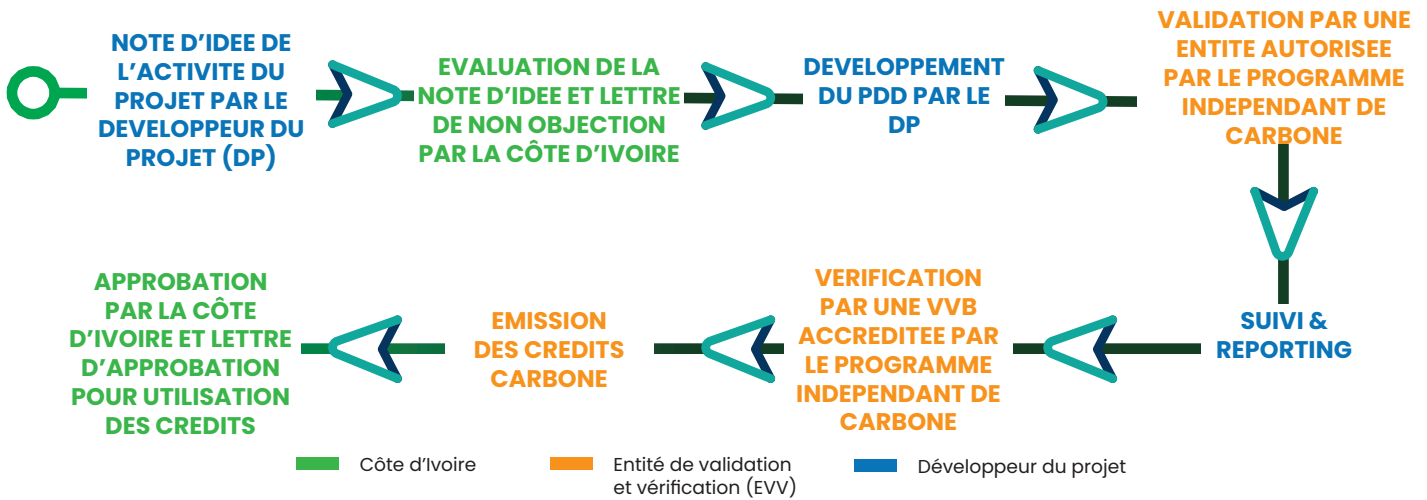 NOTE D'IDEE DE
L'ACTIVITE DU
PROJET PAR LE
DEVELOPPEUR DU
PROJET (DP)
EVALUATION DE LA
NOTE D'IDEE ET LETTRE
DE NON OBJECTION
PAR LA CÔTE D'IVOIRE
DEVELOPPEMENT
DU PDD PAR LE
DP
VALIDATION PAR UNE
ENTITE AUTORISEE
PAR LE PROGRAMME
INDEPENDANT DE
CARBONE
SUIVI &
REPORTING
VERIFICATION
PAR UNE VVB
ACCREDITEE PAR
LE PROGRAMME
INDEPENDANT DE
CARBONE
EMISSION
DES CREDITS
CARBONE
APPROBATION
PAR LA CÔTE
D'IVOIRE ET LETTRE
D'APPROBATION
POUR UTILISATION
DES CREDITS
Côte d'Ivoire
Entité de validation
et vérification (EVV)
Développeur du projet